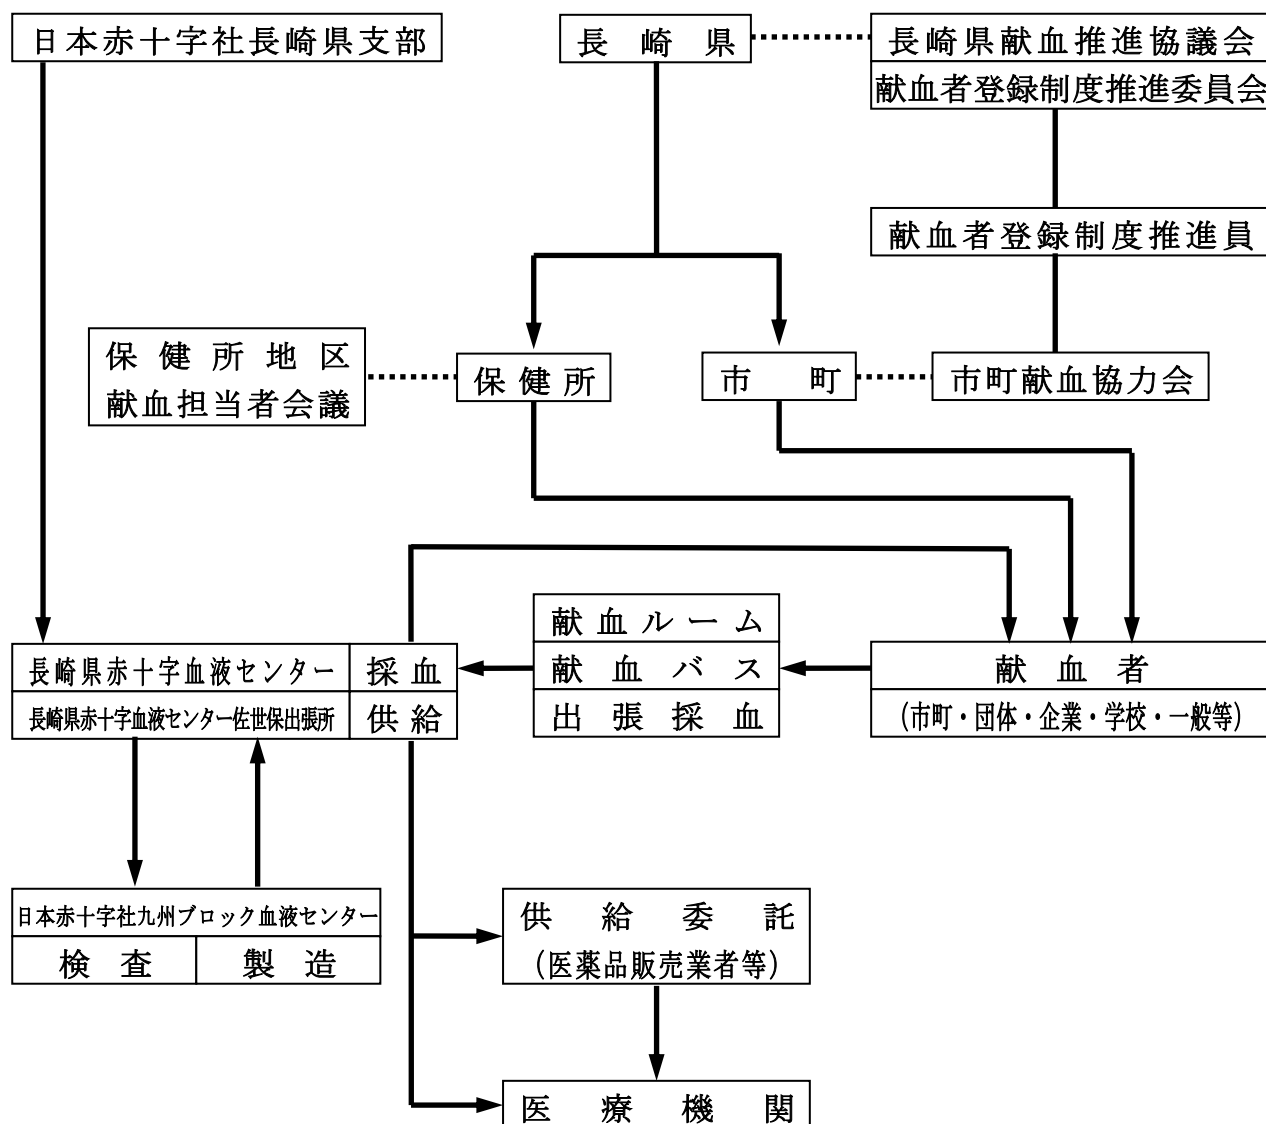 日本赤十字社長崎県支部
長崎県
長崎県献血推進協議会
献血者登録制度推進委員会
献血者登録制度推進員
保健所地区
献血担当者会議
保健所
市町
市町献血協力会
献血ルーム
献血バス
出張採血
長崎県赤十字血液センター
採血
長崎県赤十字血液センター佐世保出張所
供給
献血者
(市町・団体・企業・学校・一般等)
日本赤十字社九州ブロック血液センター
検査
製造
供給委託
(医薬品販売業者等)
医療機関